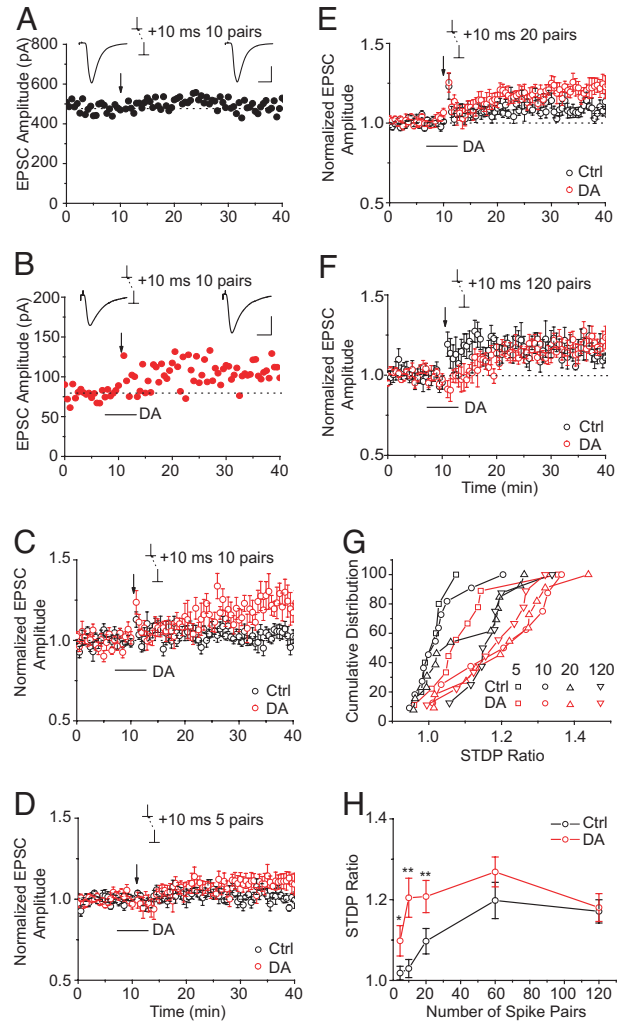 A
+10 ms 10 pairs
EPSC Amplitude (pA)
800
600
400
200
0
0 10 20 30 40
B
+10 ms 10 pairs
EPSC Amplitude (pA)
200
150
100
50
0
DA
0 10 20 30 40
C
+10 ms 10 pairs
Normalized EPSC
Amplitude
1.5
1.0
0.5
DA
Ctrl
DA
0 10 20 30 40
D
+10 ms 5 pairs
Normalized EPSC
Amplitude
1.5
1.0
0.5
DA
Ctrl
DA
0 10 20 30 40
Time (min)
E
+10 ms 20 pairs
Normalized EPSC
Amplitude
1.5
1.0
0.5
DA
Ctrl
DA
0 10 20 30 40
F
+10 ms 120 pairs
Normalized EPSC
Amplitude
1.5
1.0
0.5
DA
Ctrl
DA
0 10 20 30 40
Time (min)
G
Cumulative Distribution
100
80
60
40
20
0
5 10 20 120
Ctrl
DA
1.0 1.2 1.4
STDP Ratio
H
STDP Ratio
1.4
1.2
1.0
Ctrl
DA
*
**
**
0 20 40 60 80 100 120
Number of Spike Pairs